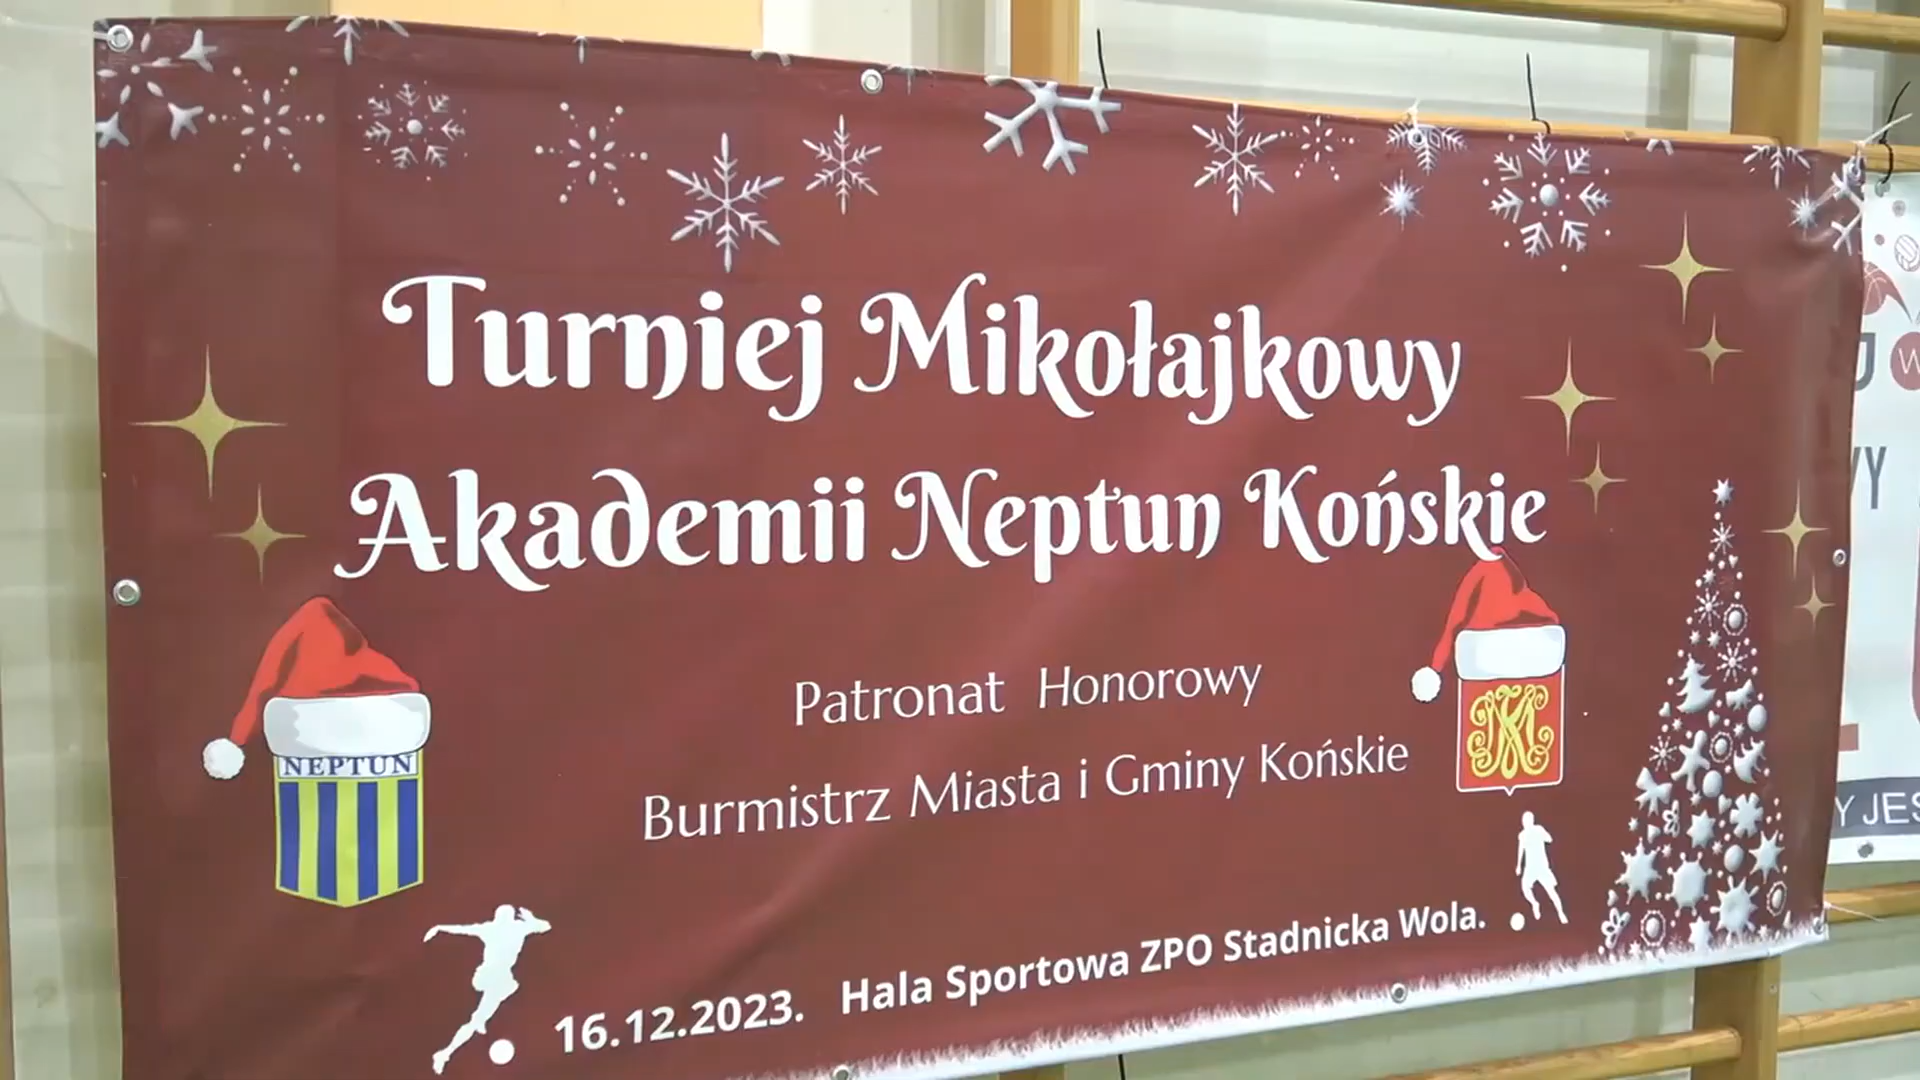 Turniej Mikołajkowy
Akademii Neptun Końskie
Patronat Honorowy
Burmistrz Miasta i Gminy Końskie
NEPTUN
16.12.2023. Hala Sportowa ZPO Stadnicka Wola.